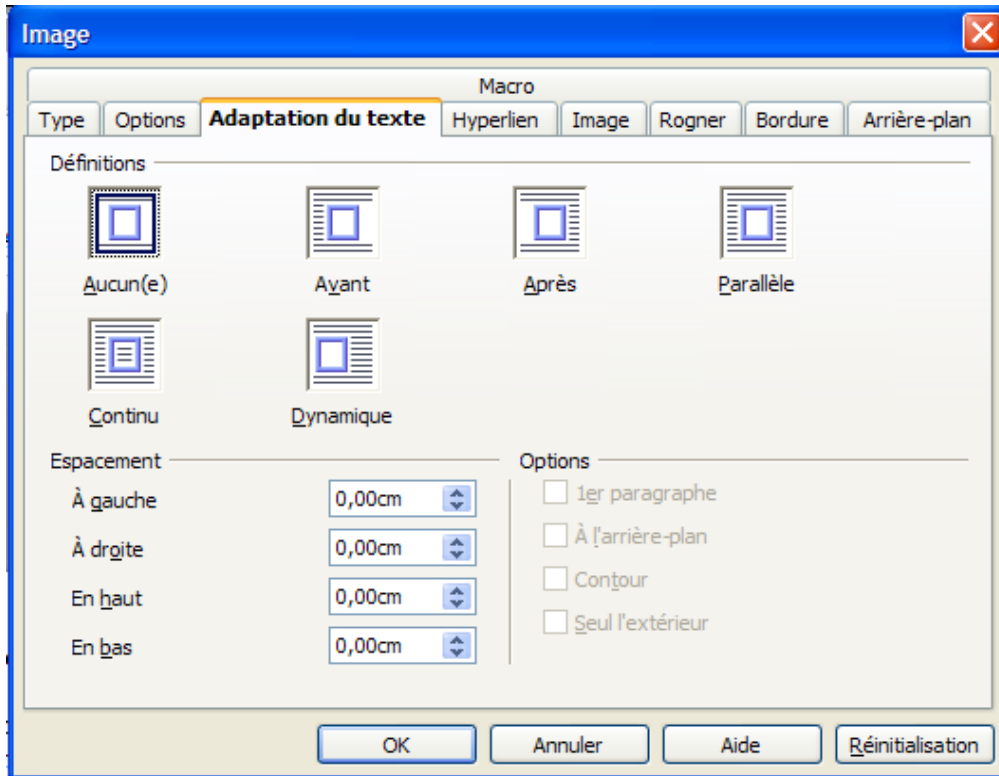 Image
Macro
Type Options Adaptation du texte Hyperlien Image Rogner Bordure Arrière-plan
Définitions
Aucun(e) Avant Après Parallèle
Continu Dynamique
Espacement Options
À gauche 0,00cm 1er paragraphe
À droite 0,00cm À l'arrière-plan
En haut 0,00cm Contour
En bas 0,00cm Seul l'extérieur
OK Annuler Aide Réinitialisation